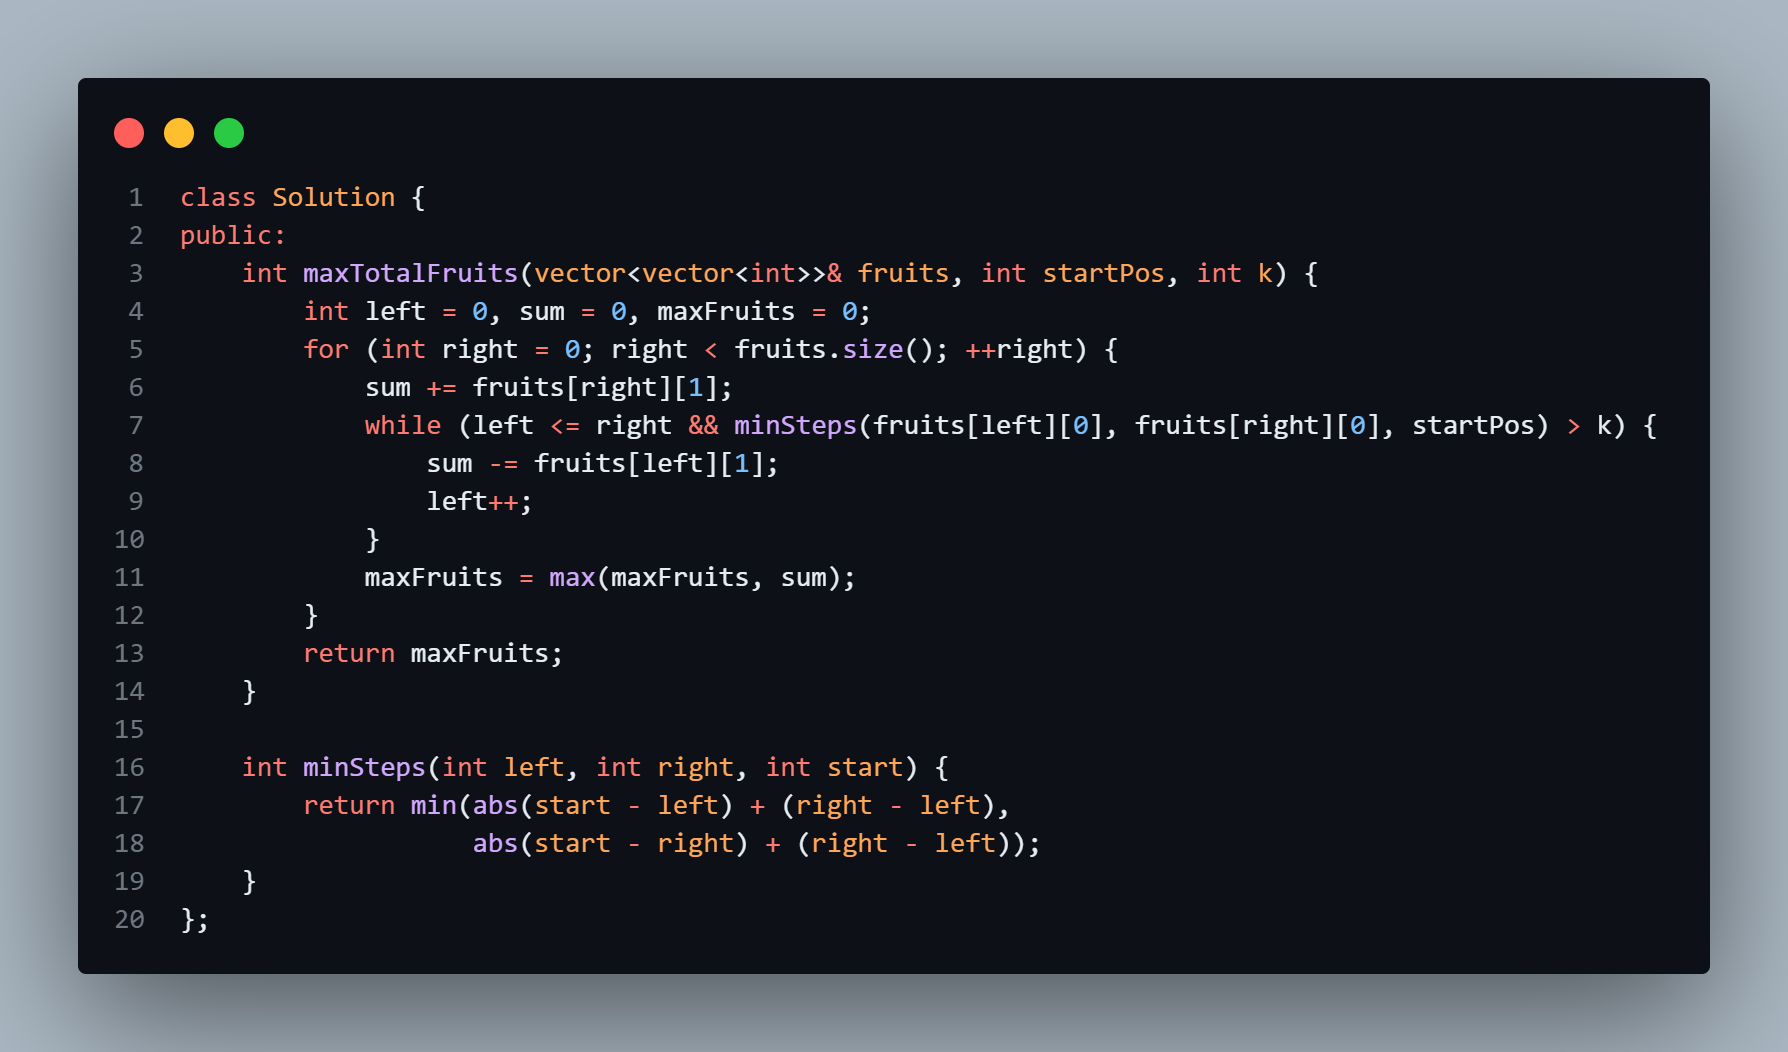 1 class Solution {
2 public:
3     int maxTotalFruits(vector<vector<int>>& fruits, int startPos, int k) {
4         int left = 0, sum = 0, maxFruits = 0;
5         for (int right = 0; right < fruits.size(); ++right) {
6             sum += fruits[right][1];
7             while (left <= right && minSteps(fruits[left][0], fruits[right][0], startPos) > k) {
8                 sum -= fruits[left][1];
9                 left++;
10             }
11             maxFruits = max(maxFruits, sum);
12         }
13         return maxFruits;
14     }
15
16     int minSteps(int left, int right, int start) {
17         return min(abs(start - left) + (right - left),
18                    abs(start - right) + (right - left));
19     }
20 };